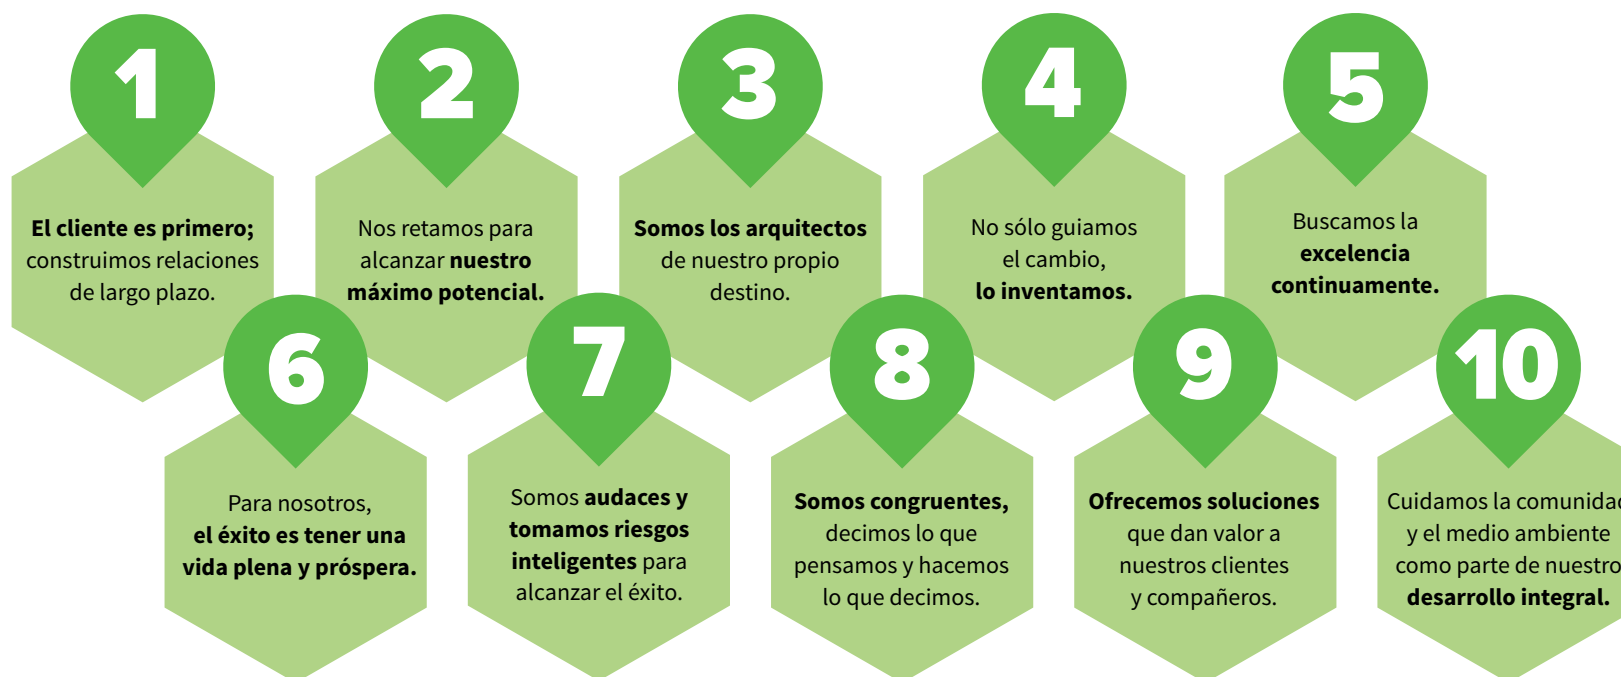 1
El cliente es primero;
construimos relaciones
de largo plazo.
2
Nos retamos para
alcanzar nuestro
máximo potencial.
3
Somos los arquitectos
de nuestro propio
destino.
4
No sólo guiamos
el cambio,
lo inventamos.
5
Buscamos la
excelencia
continuamente.
6
Para nosotros,
el éxito es tener una
vida plena y próspera.
7
Somos audaces y
tomamos riesgos
inteligentes para
alcanzar el éxito.
8
Somos congruentes,
decimos lo que
pensamos y hacemos
lo que decimos.
9
Ofrecemos soluciones
que dan valor a
nuestros clientes
y compañeros.
10
Cuidamos la comunidad
y el medio ambiente
como parte de nuestro
desarrollo integral.